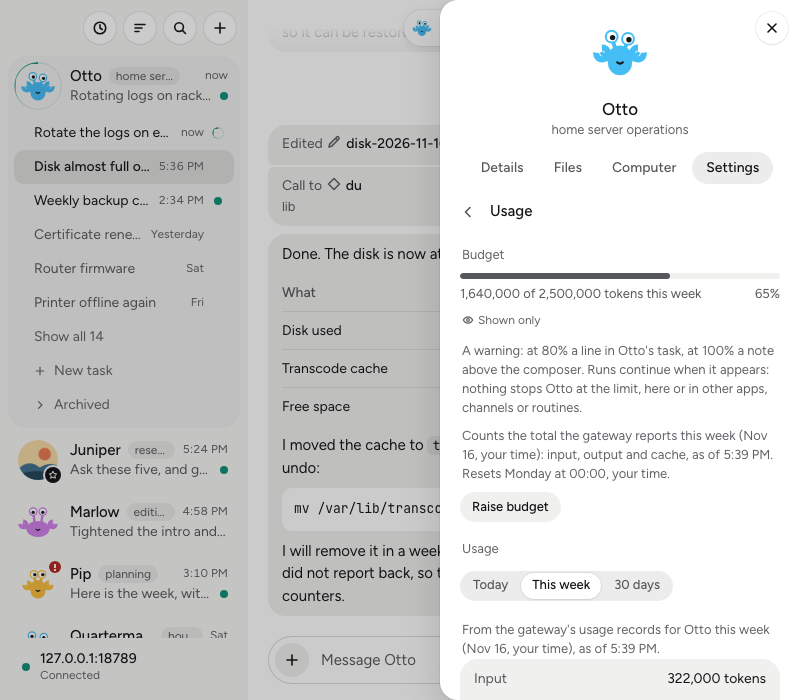 Otto
home ser...
now
Rotating logs on rack...
Rotate the logs on e...
now
Disk almost full o...
5:36 PM
Weekly backup c...
2:34 PM
Certificate rene...
Yesterday
Router firmware
Sat
Printer offline again
Fri
Show all 14
New task
Archived
Juniper
rese...
5:24 PM
Ask these five, and g...
Marlow
editi...
4:58 PM
Tightened the intro and...
Pip
planning
3:10 PM
Here is the week, wit...
Quarterma
hou...
Sat
127.0.0.1:18789
Connected
so it can be restor
Edited
disk-2026-11-1
Call to
du
lib
Done. The disk is now at
What
Disk used
Transcode cache
Free space
I moved the cache to
undo:
mv /var/lib/transco
I will remove it in a week
did not report back, so t
counters.
Message Otto
Otto
home server operations
Details
Files
Computer
Settings
Usage
Budget
1,640,000 of 2,500,000 tokens this week
65%
Shown only
A warning: at 80% a line in Otto's task, at 100% a note
above the composer. Runs continue when it appears:
nothing stops Otto at the limit, here or in other apps,
channels or routines.
Counts the total the gateway reports this week (Nov
16, your time): input, output and cache, as of 5:39 PM.
Resets Monday at 00:00, your time.
Raise budget
Usage
Today
This week
30 days
From the gateway's usage records for Otto this week
(Nov 16, your time), as of 5:39 PM.
Input
322,000 tokens